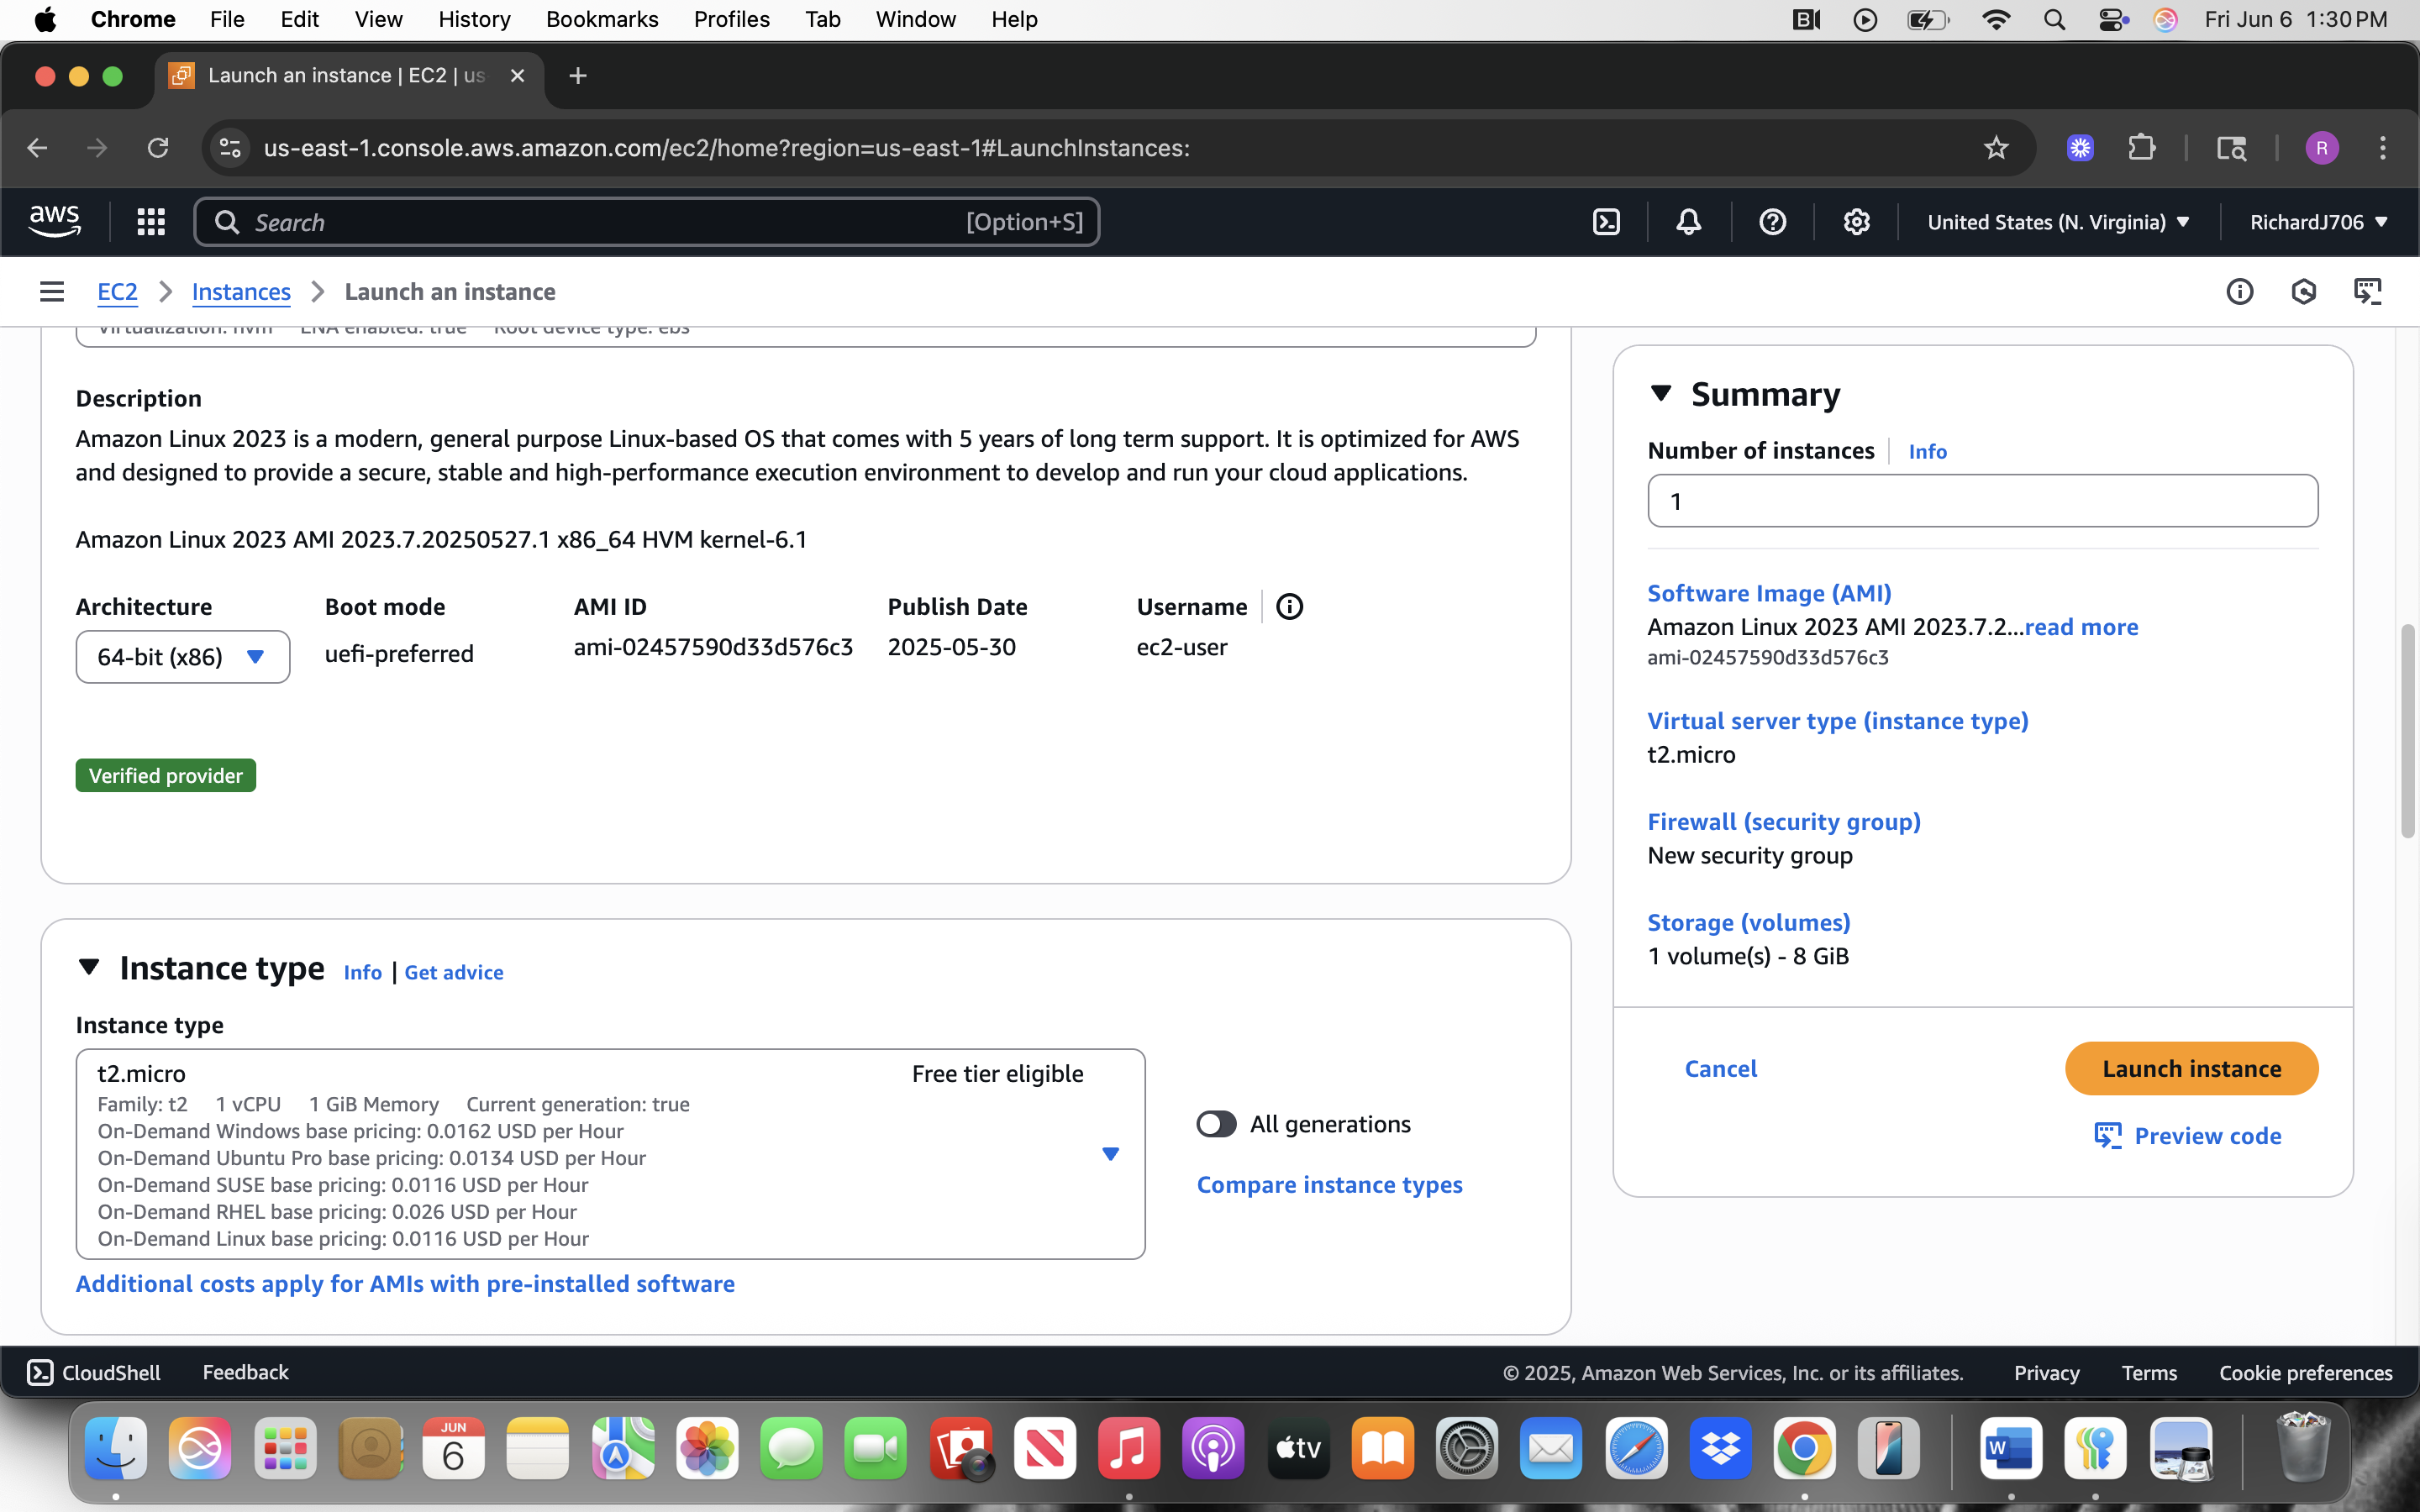 Chrome File Edit View History Bookmarks Profiles Tab Window Help
Fri Jun 6 1:30 PM
Launch an instance | EC2 | us
us-east-1.console.aws.amazon.com/ec2/home?region=us-east-1#LaunchInstances:
R
aws
Search
[Option+S]
United States (N. Virginia)
RichardJ706
EC2 > Instances > Launch an instance
Virtualization: hvm ENA enabled: true Root device type: ebs
Description
Amazon Linux 2023 is a modern, general purpose Linux-based OS that comes with 5 years of long term support. It is optimized for AWS
and designed to provide a secure, stable and high-performance execution environment to develop and run your cloud applications.
Amazon Linux 2023 AMI 2023.7.20250527.1 x86_64 HVM kernel-6.1
Architecture Boot mode AMI ID Publish Date Username
64-bit (x86) uefi-preferred ami-02457590d33d576c3 2025-05-30 ec2-user
Verified provider
Instance type Info | Get advice
Instance type
t2.micro Free tier eligible
Family: t2 1 vCPU 1 GiB Memory Current generation: true
On-Demand Windows base pricing: 0.0162 USD per Hour
On-Demand Ubuntu Pro base pricing: 0.0134 USD per Hour
On-Demand SUSE base pricing: 0.0116 USD per Hour
On-Demand RHEL base pricing: 0.026 USD per Hour
On-Demand Linux base pricing: 0.0116 USD per Hour
All generations
Compare instance types
Additional costs apply for AMIs with pre-installed software
Summary
Number of instances Info
1
Software Image (AMI)
Amazon Linux 2023 AMI 2023.7.2...read more
ami-02457590d33d576c3
Virtual server type (instance type)
t2.micro
Firewall (security group)
New security group
Storage (volumes)
1 volume(s) - 8 GiB
Cancel
Launch instance
Preview code
CloudShell Feedback
© 2025, Amazon Web Services, Inc. or its affiliates. Privacy Terms Cookie preferences
JUN
6
tv
W